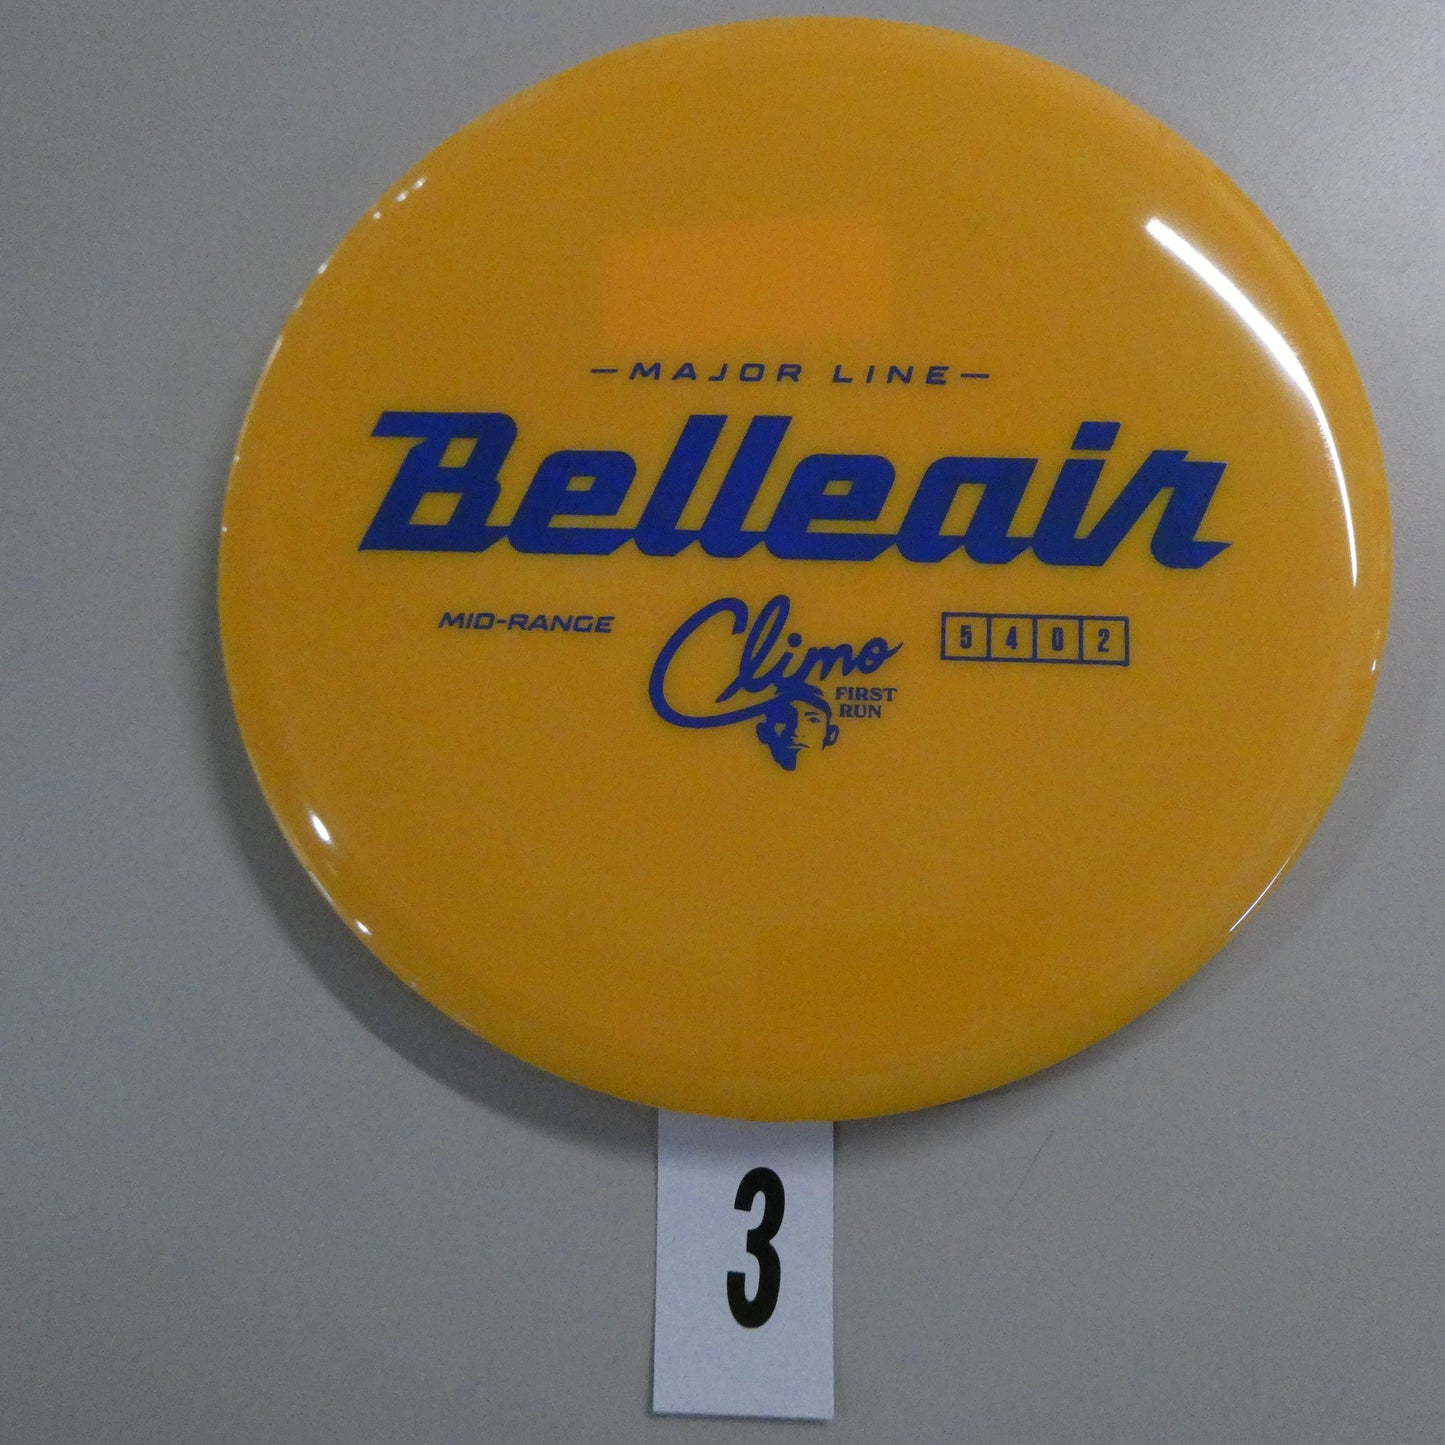 —MAJOR LINE—
Belleair
MID-RANGE
Climo
5 4 0 2
FIRST
RUN
3